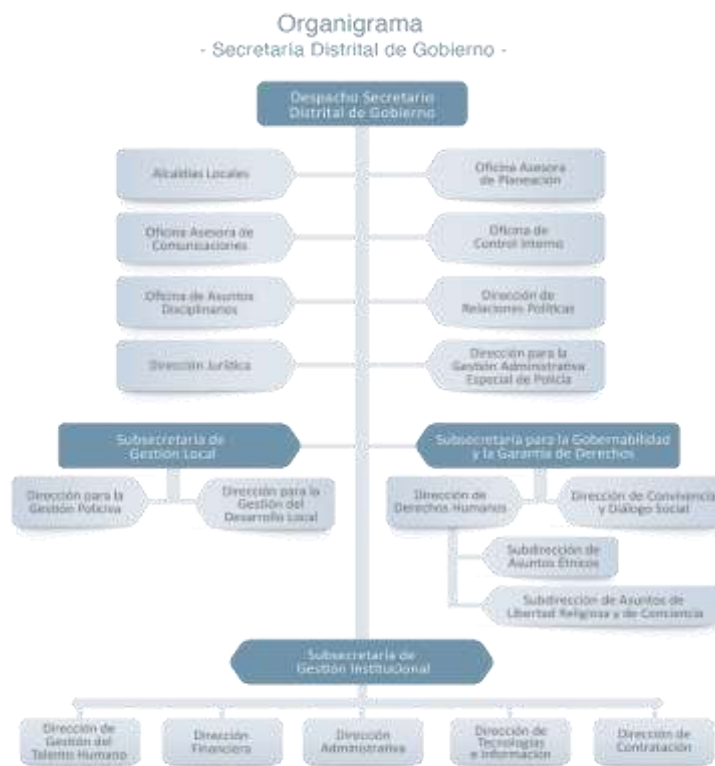 Organigrama
- Secretaría Distrital de Gobierno -
Despacho Secretario
Distrital de Gobierno
Alcaldías Locales
Oficina Asesora
de Planeación
Oficina Asesora de
Comunicaciones
Oficina de
Control Interno
Oficina de Asuntos
Disciplinarios
Dirección de
Relaciones Políticas
Dirección Jurídica
Dirección para la
Gestión Administrativa
Especial de Policía
Subsecretaría de
Gestión Local
Subsecretaría para la Gobernabilidad
y la Garantía de Derechos
Dirección para la
Gestión Policiva
Dirección para la
Gestión del
Desarrollo Local
Dirección de
Derechos Humanos
Dirección de Convivencia
y Diálogo Social
Subdirección de
Asuntos Étnicos
Subdirección de Asuntos de
Libertad Religiosa y de Conciencia
Subsecretaría de
Gestión Institucional
Dirección de
Gestión del
Talento Humano
Dirección
Financiera
Dirección
Administrativa
Dirección de
Tecnologías
e Información
Dirección de
Contratación